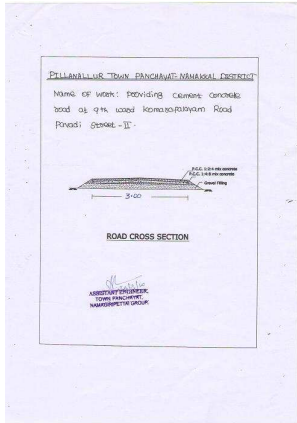 PILLANALLUR TOWN PANCHAYAT-NAMAKKAL DISTRICT
Name of work: Providing cement concrete
road at 9th ward Komarapalayam Road
Pavadi Street-II.
P.C.C. 1:2:4 mix concrete
P.C.C. 1:4:8 mix concrete
Gravel Filling
3.00
ROAD CROSS SECTION
ASSISTANT ENGINEER,
TOWN PANCHAYAT,
NAMAGIRIPETTAI GROUP.